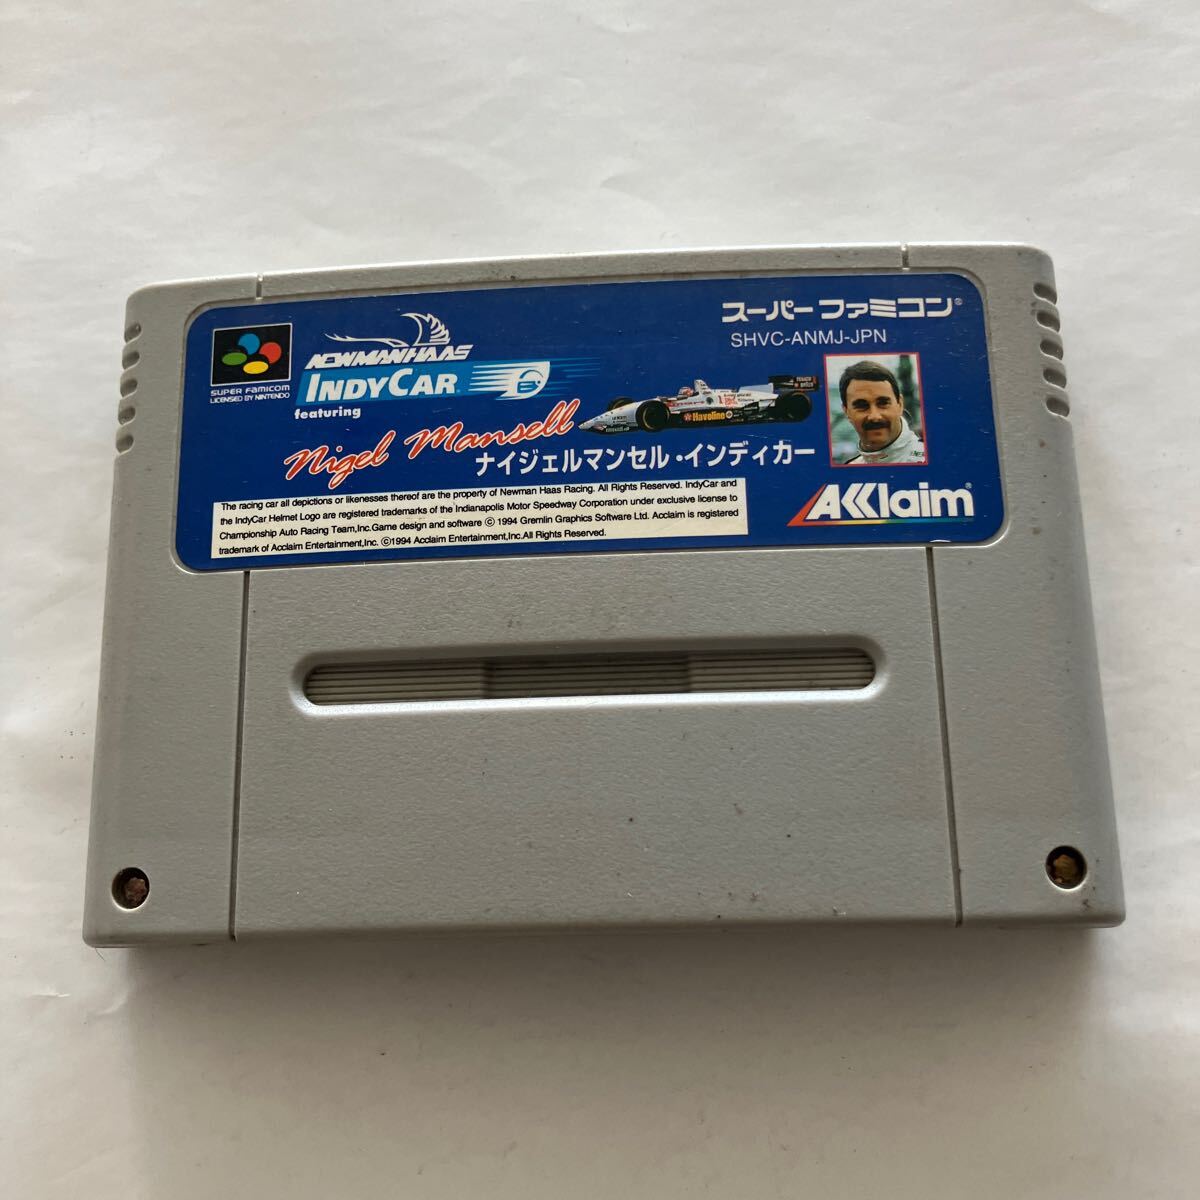 スーパーファミコン®
SHVC-ANMJ-JPN
SUPER FAMICOM
LICENSED BY NINTENDO
NEWMAN HAAS
INDYCAR
featuring
Nigel Mansell
Havoline
ナイジェルマンセル・インディカー
The racing car all depictions or likenesses thereof are the property of Newman Haas Racing. All Rights Reserved. IndyCar and
the IndyCar Helmet Logo are registered trademarks of the Indianapolis Motor Speedway Corporation under exclusive license to
Championship Auto Racing Team,Inc.Game design and software © 1994 Gremlin Graphics Software Ltd. Acclaim is registered
trademark of Acclaim Entertainment,Inc. ©1994 Acclaim Entertainment,Inc.All Rights Reserved.
AKKlaim®